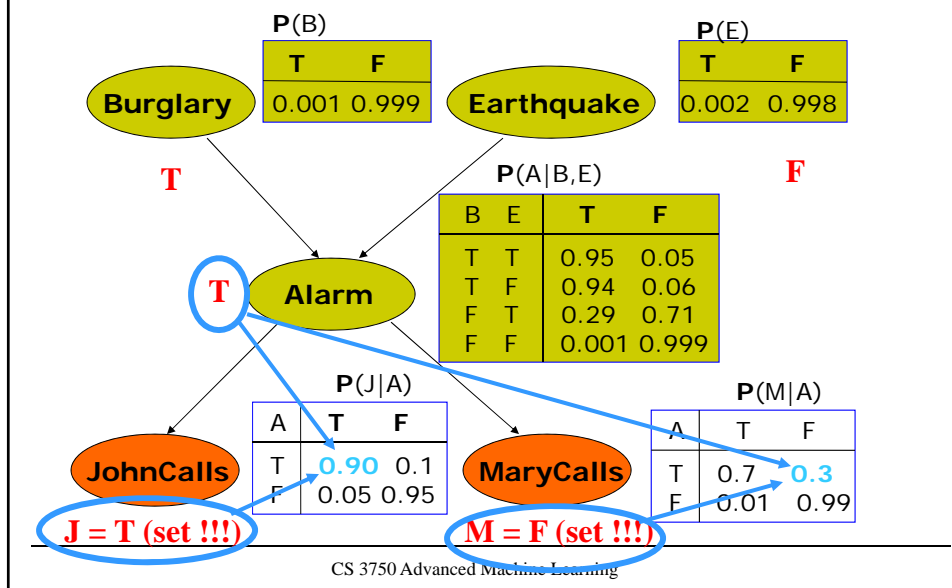 P(B)
T F
Burglary 0.001 0.999
P(E)
T F
Earthquake 0.002 0.998
T
F
P(A|B,E)
B E T F
T T 0.95 0.05
T F 0.94 0.06
F T 0.29 0.71
F F 0.001 0.999
T Alarm
P(J|A)
A T F
T 0.90 0.1
F 0.05 0.95
JohnCalls
J = T (set !!!)
P(M|A)
A T F
T 0.7 0.3
F 0.01 0.99
MaryCalls
M = F (set !!!)
CS 3750 Advanced Machine Learning